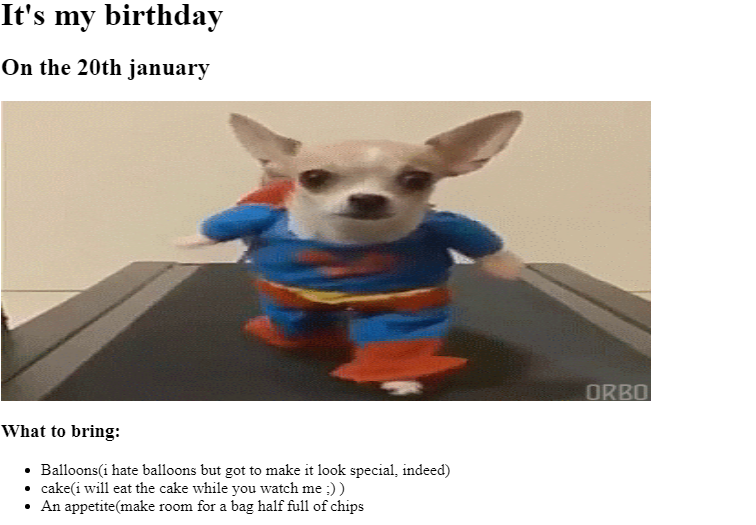 It's my birthday
On the 20th january
ORBO
What to bring:
Balloons(i hate balloons but got to make it look special, indeed)
cake(i will eat the cake while you watch me ;) )
An appetite(make room for a bag half full of chips